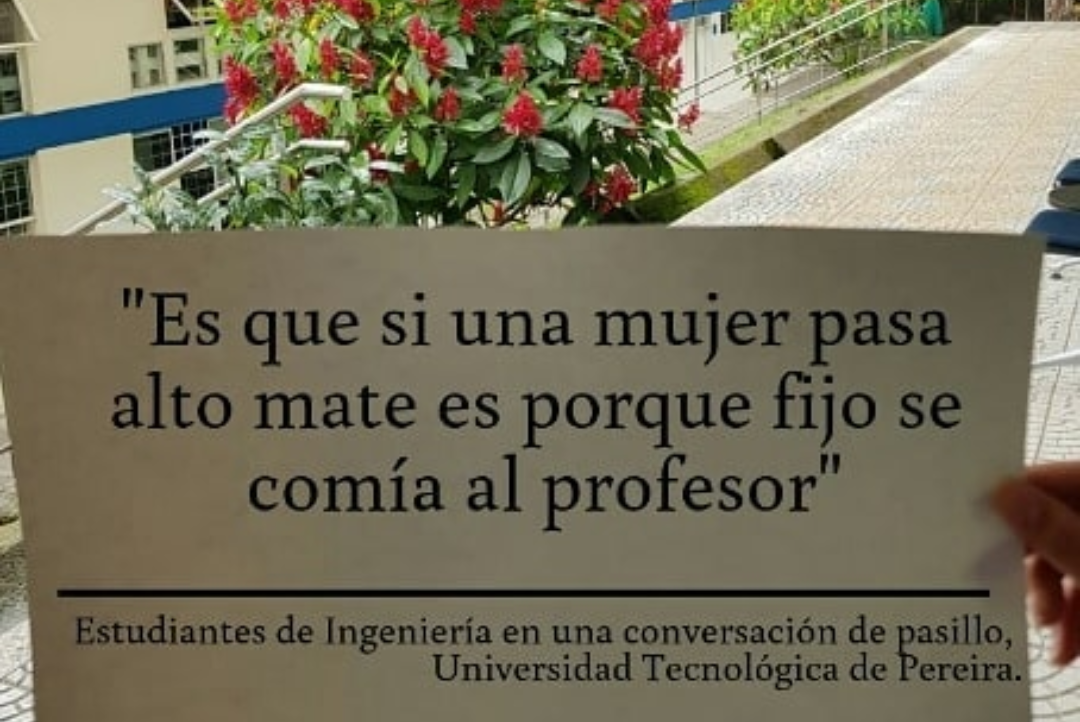 "Es que si una mujer pasa
alto mate es porque fijo se
comía al profesor"
Estudiantes de Ingeniería en una conversación de pasillo,
Universidad Tecnológica de Pereira.